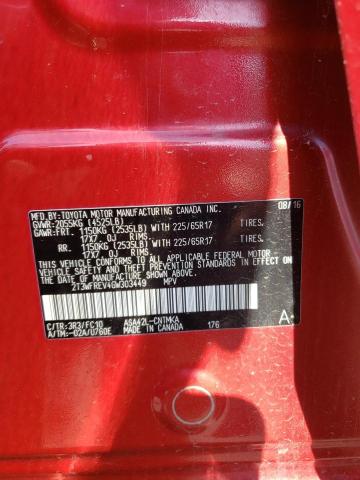 MFD. BY:TOYOTA MOTOR MANUFACTURING CANADA INC. 08/16
GVWR:2055KG (4525LB)
GAWR:FRT. 1150KG (2535LB) WITH 225/65R17 TIRES.
17X7.0J RIMS.
RR. 1150KG (2535LB) WITH 225/65R17 TIRES.
17X7.0J RIMS.
THIS VEHICLE CONFORMS TO ALL APPLICABLE FEDERAL MOTOR
VEHICLE SAFETY STANDARDS IN EFFECT ON THE DATE OF
MANUFACTURE SHOWN ABOVE.
2T3WFREV4GW303449 MPV
C/TR:3R3/FC10 ASA42L-CNTMKA A
A/TM:-02A/U760E MADE IN CANADA 176